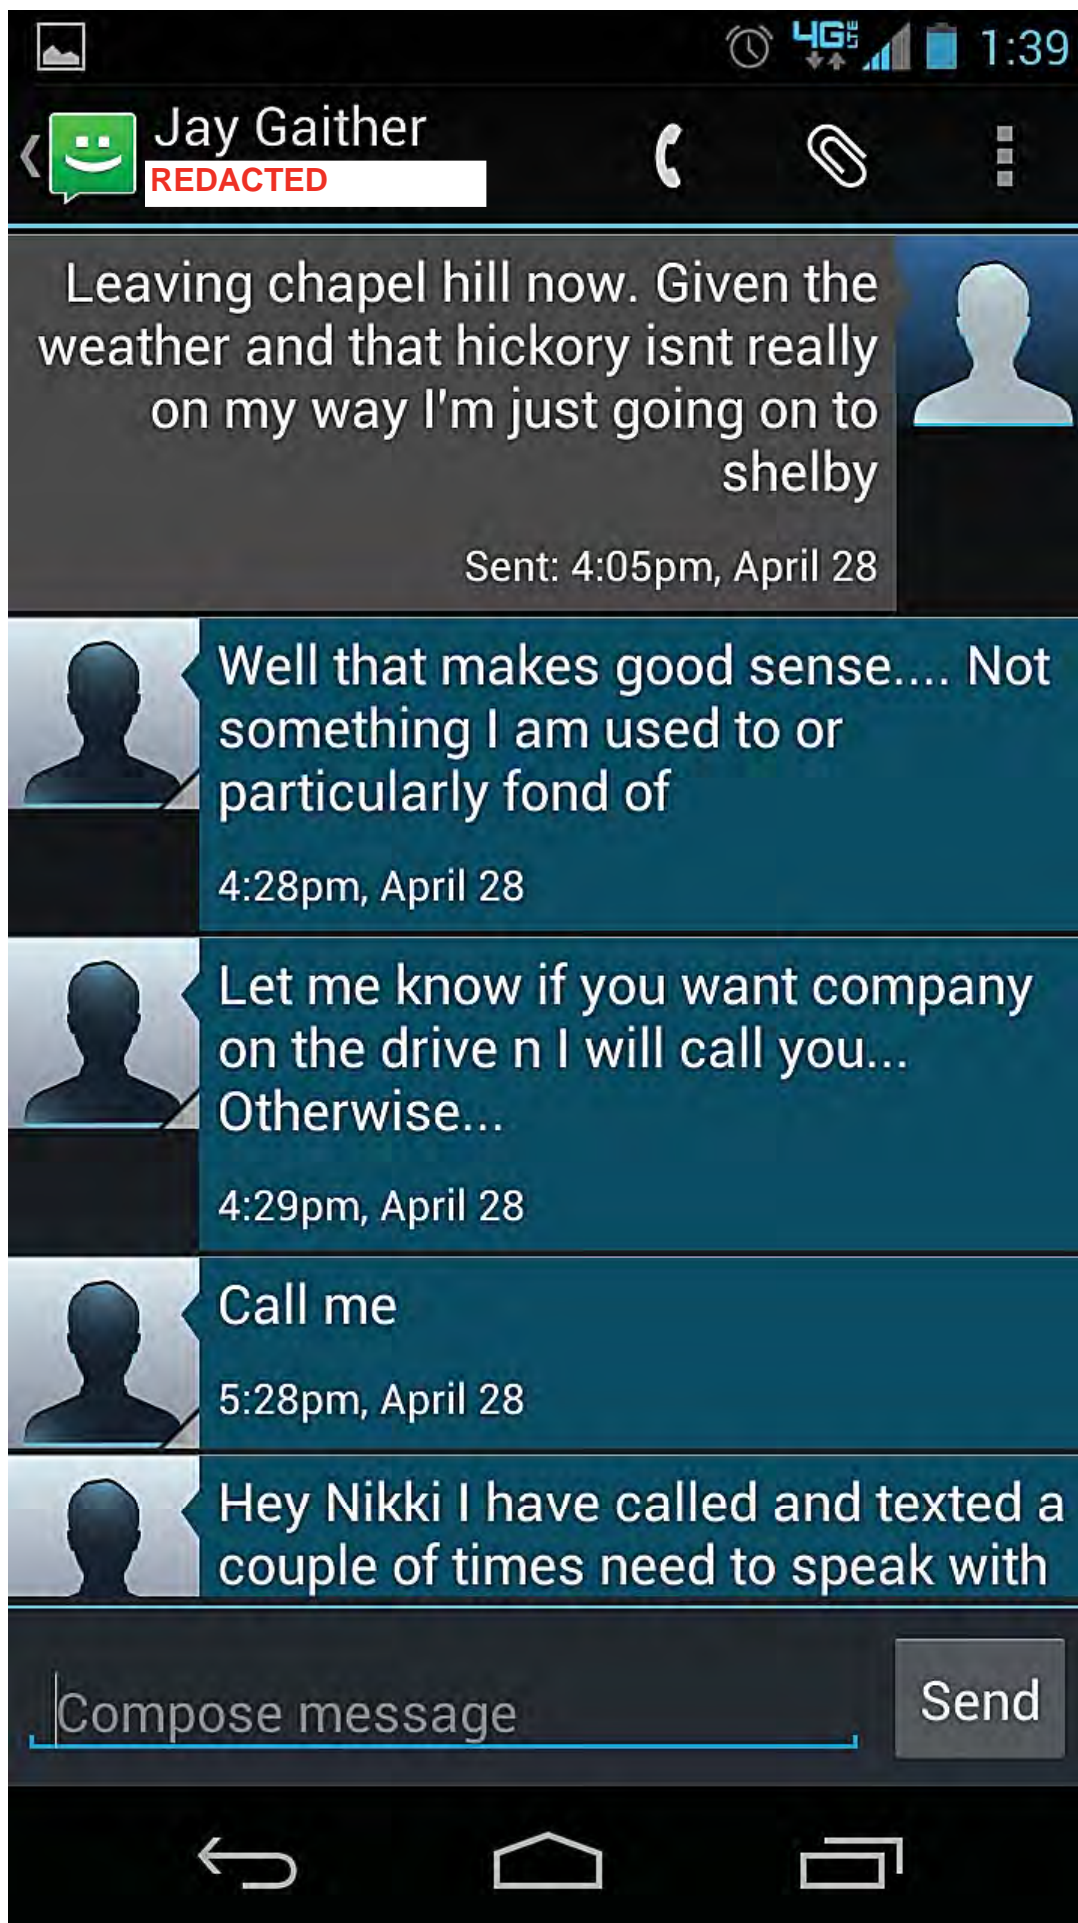 4G LTE 1:39
Jay Gaither
REDACTED
Leaving chapel hill now. Given the
weather and that hickory isnt really
on my way I'm just going on to
shelby
Sent: 4:05pm, April 28
Well that makes good sense.... Not
something I am used to or
particularly fond of
4:28pm, April 28
Let me know if you want company
on the drive n I will call you...
Otherwise...
4:29pm, April 28
Call me
5:28pm, April 28
Hey Nikki I have called and texted a
couple of times need to speak with
Compose message
Send